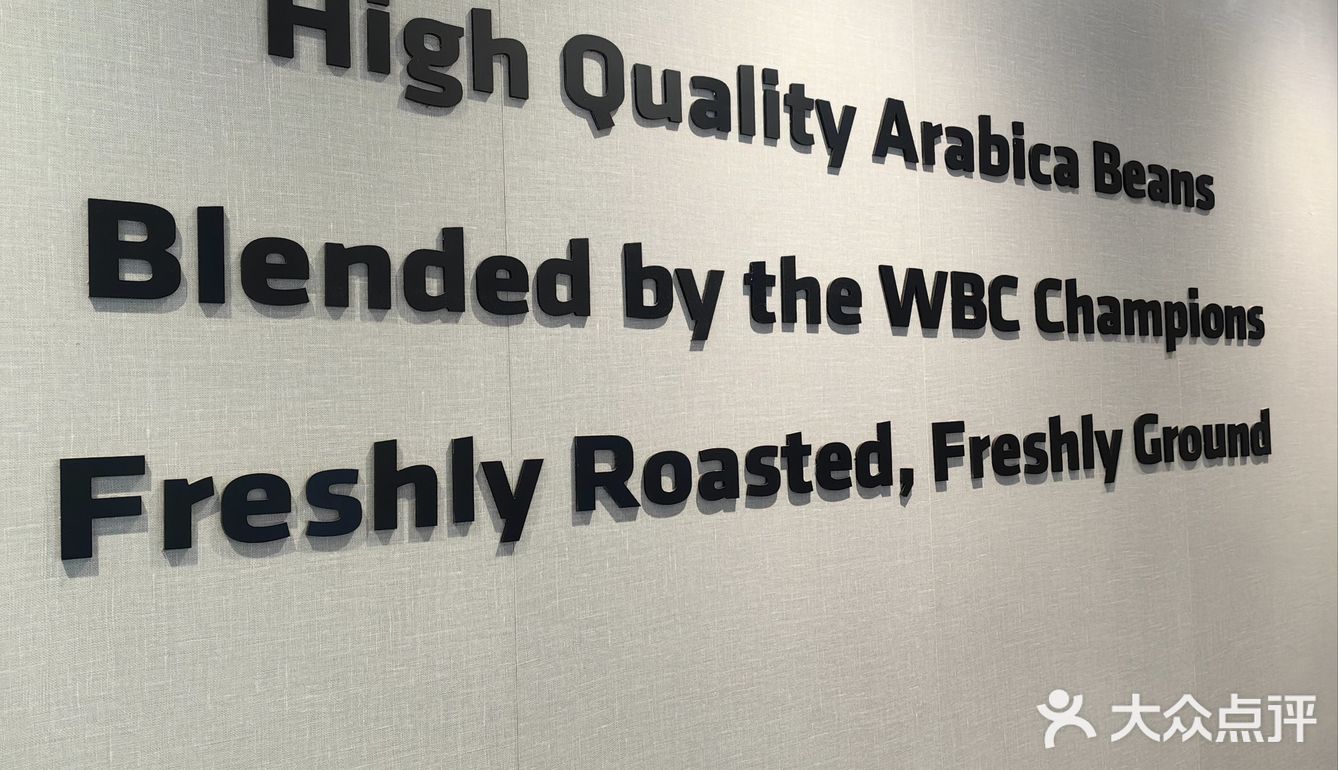 High Quality Arabica Beans
Blended by the WBC Champions
Freshly Roasted, Freshly Ground
大众点评